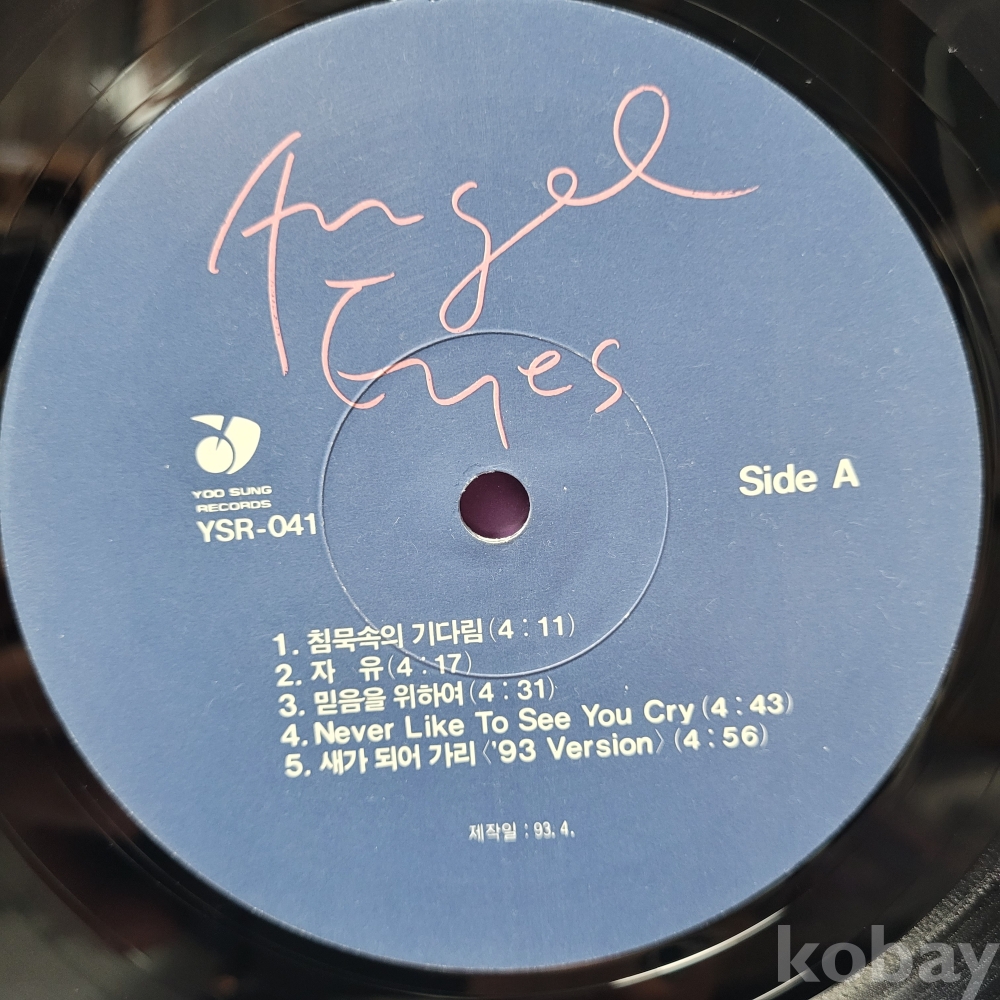 Angel
Eyes
YOO SUNG
RECORDS
YSR-041
Side A
1. 침묵속의 기다림(4 : 11)
2. 자 유(4 : 17)
3. 믿음을 위하여(4 : 31)
4. Never Like To See You Cry(4 : 43)
5. 새가 되어 가리〈'93 Version〉(4 : 56)
제작일 : 93. 4.
kobay